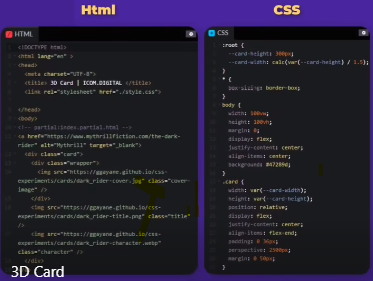 Html
CSS
HTML
<!DOCTYPE html>
<html lang="en" >
<head>
<meta charset="UTF-8">
<title> 3D Card | ICOM.DIGITAL </title>
<link rel="stylesheet" href="./style.css">
</head>
<body>
<!-- partial:index.partial.html -->
<a href="https://www.mythrillfiction.com/the-dark-
rider" alt="Mythrill" target="_blank">
<div class="card">
<div class="wrapper">
<img src="https://ggayane.github.io/css-
experiments/cards/dark_rider-cover.jpg" class="cover-
image" />
</div>
<img src="https://ggayane.github.io/css-
experiments/cards/dark_rider-title.png" class="title"
/>
<img src="https://ggayane.github.io/css-
experiments/cards/dark_rider-character.webp"
class="character" />
</div>
3D Card
CSS
:root {
--card-height: 300px;
--card-width: calc(var(--card-height) / 1.5);
}
* {
box-sizing: border-box;
}
body {
width: 100vw;
height: 100vh;
margin: 0;
display: flex;
justify-content: center;
align-items: center;
background: #47289d;
}
.card {
width: var(--card-width);
height: var(--card-height);
position: relative;
display: flex;
justify-content: center;
align-items: flex-end;
padding: 0 36px;
perspective: 2500px;
margin: 0 50px;
}